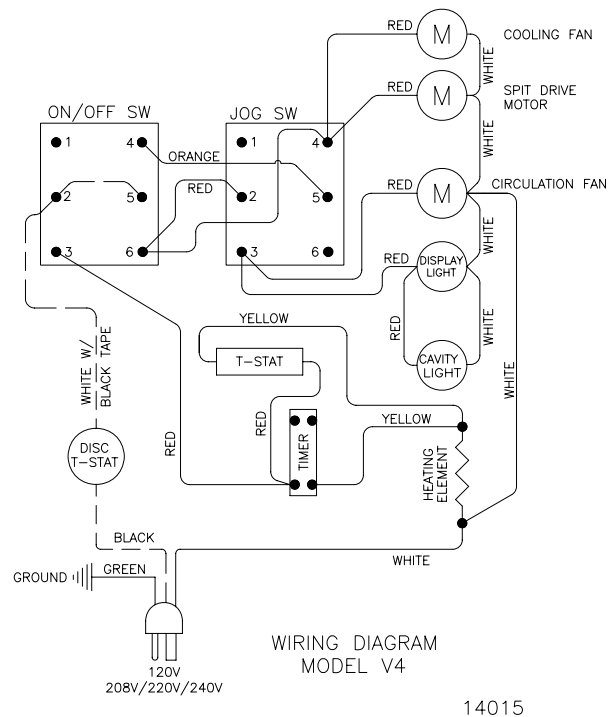 RED
M
COOLING FAN
WHITE
RED
M
SPIT DRIVE
MOTOR
ON/OFF SW
JOG SW
1
4
1
4
WHITE
ORANGE
RED
2
5
2
5
RED
M
CIRCULATION FAN
3
6
3
6
WHITE
RED
DISPLAY
LIGHT
YELLOW
RED
WHITE
T-STAT
CAVITY
LIGHT
WHITE W/
BLACK TAPE
WHITE
RED
RED
TIMER
YELLOW
DISC
T-STAT
HEATING
ELEMENT
BLACK
WHITE
GROUND
GREEN
120V
208V/220V/240V
WIRING DIAGRAM
MODEL V4
14015